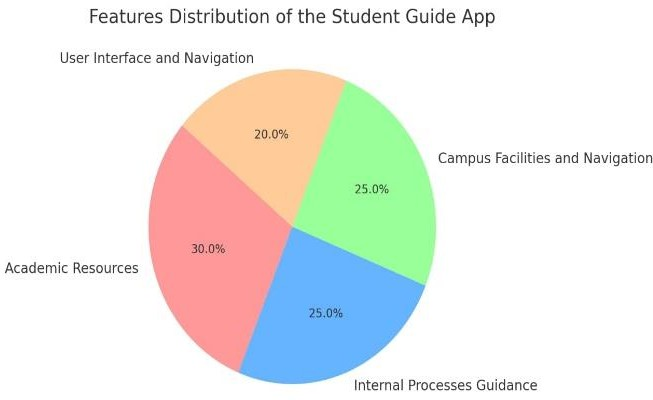 Features Distribution of the Student Guide App
User Interface and Navigation
20.0%
Campus Facilities and Navigation
25.0%
30.0%
Academic Resources
25.0%
Internal Processes Guidance